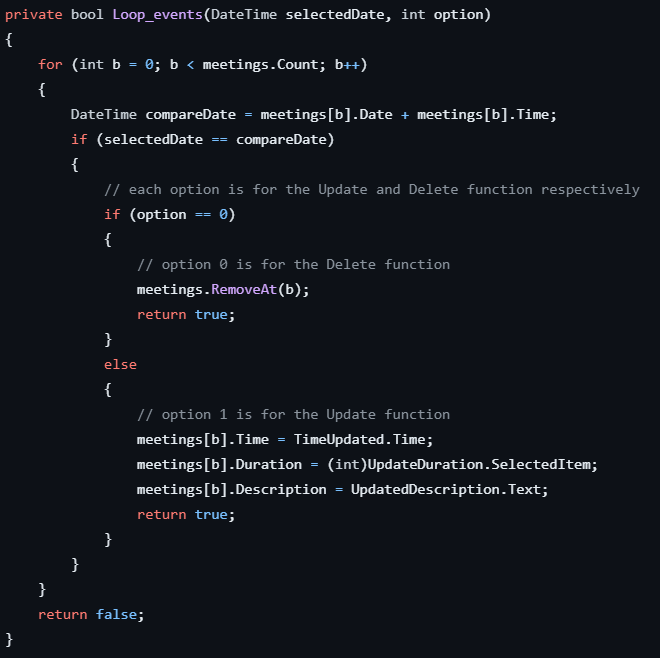 private bool Loop_events(DateTime selectedDate, int option)
{
    for (int b = 0; b < meetings.Count; b++)
    {
        DateTime compareDate = meetings[b].Date + meetings[b].Time;
        if (selectedDate == compareDate)
        {
            // each option is for the Update and Delete function respectively
            if (option == 0)
            {
                // option 0 is for the Delete function
                meetings.RemoveAt(b);
                return true;
            }
            else
            {
                // option 1 is for the Update function
                meetings[b].Time = TimeUpdated.Time;
                meetings[b].Duration = (int)UpdateDuration.SelectedItem;
                meetings[b].Description = UpdatedDescription.Text;
                return true;
            }
        }
    }
    return false;
}